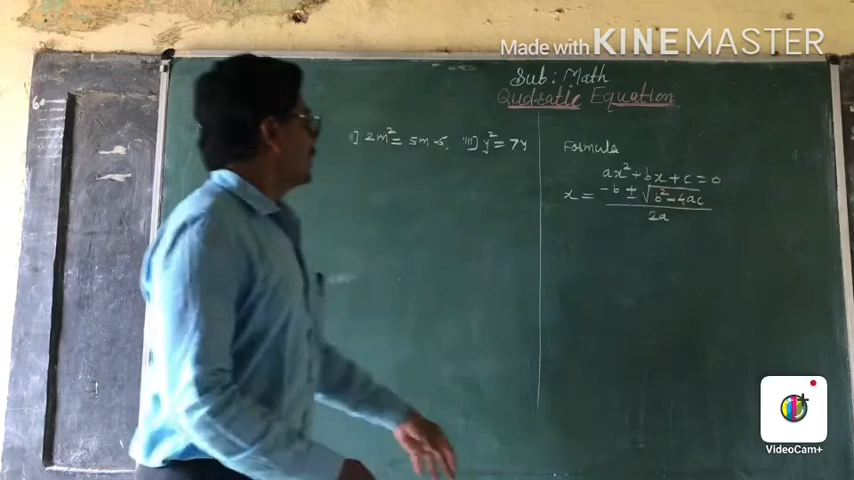 Made with KINEMASTER
Sub : Math
Quadratic Equation
ii] 2m² = 5m - 5, iii] y² = 7y
Formula
ax² + bx + c = 0
x = -b ± √b² - 4ac
2a
VideoCam+